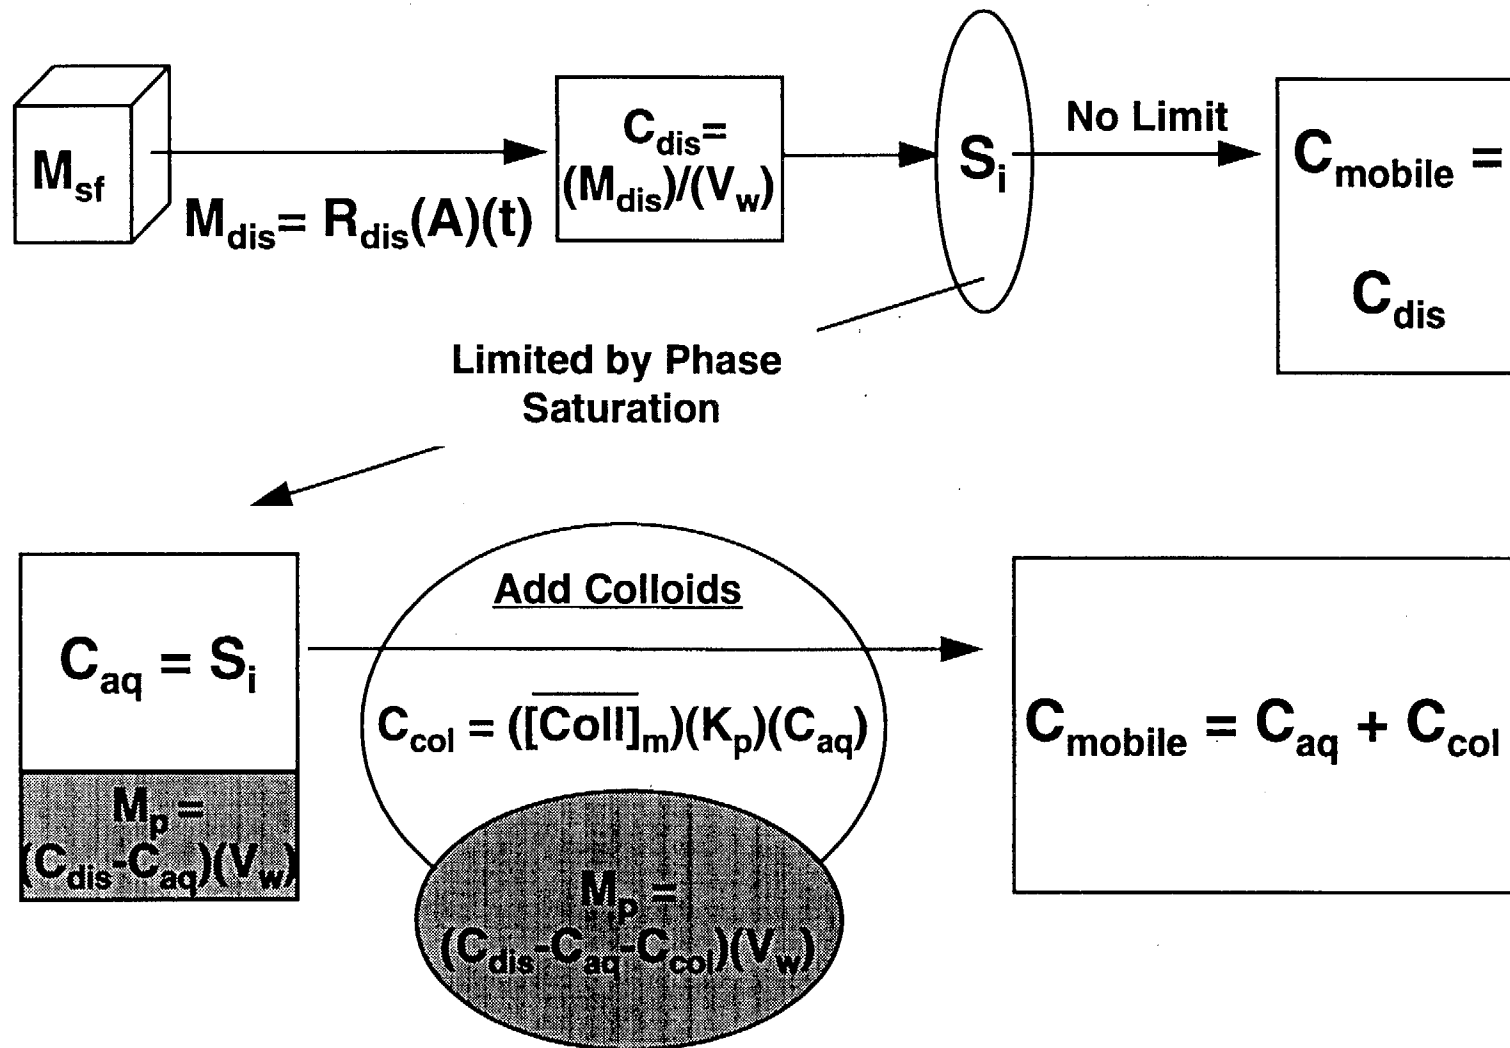 M_sf
M_dis= R_dis(A)(t)
C_dis=
(M_dis)/(V_w)
S_i
No Limit
C_mobile =
C_dis
Limited by Phase
Saturation
C_aq = S_i
M_p =
(C_dis-C_aq)(V_w)
Add Colloids
C_col = ([Coll]_m)(K_p)(C_aq)
M_p =
(C_dis-C_aq-C_col)(V_w)
C_mobile = C_aq + C_col